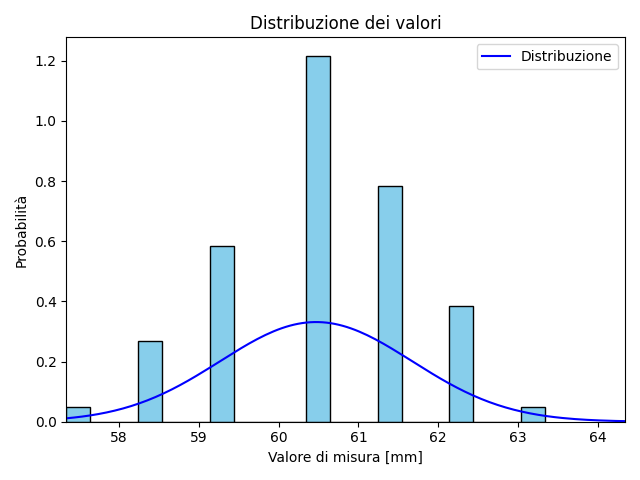 Distribuzione dei valori
Distribuzione
1.2
1.0
0.8
0.6
0.4
0.2
0.0
Probabilità
58 59 60 61 62 63 64
Valore di misura [mm]